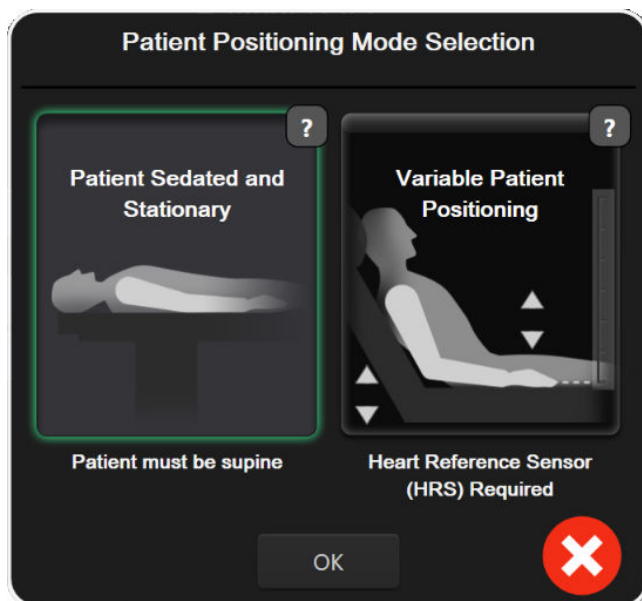 Patient Positioning Mode Selection
?
?
Patient Sedated and
Stationary
Variable Patient
Positioning
Patient must be supine
Heart Reference Sensor
(HRS) Required
OK